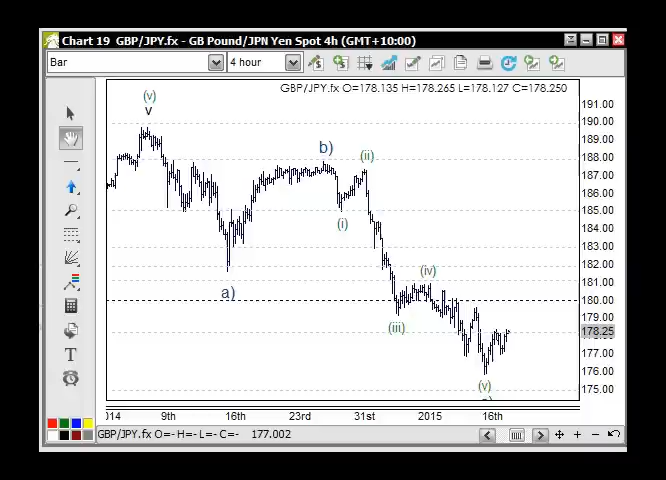 Chart 19 GBP/JPY.fx - GB Pound/JPN Yen Spot 4h (GMT+10:00)
Bar
4 hour
GBP/JPY.fx O=178.135 H=178.265 L=178.127 C=178.250
(v)
v
b)
(ii)
(i)
a)
(iv)
(iii)
(v)
191.00
190.00
189.00
188.00
187.00
186.00
185.00
184.00
183.00
182.00
181.00
180.00
179.00
178.25
177.00
176.00
175.00
T
014 9th 16th 23rd 31st 2015 16th
GBP/JPY.fx O=- H=- L=- C=- 177.002